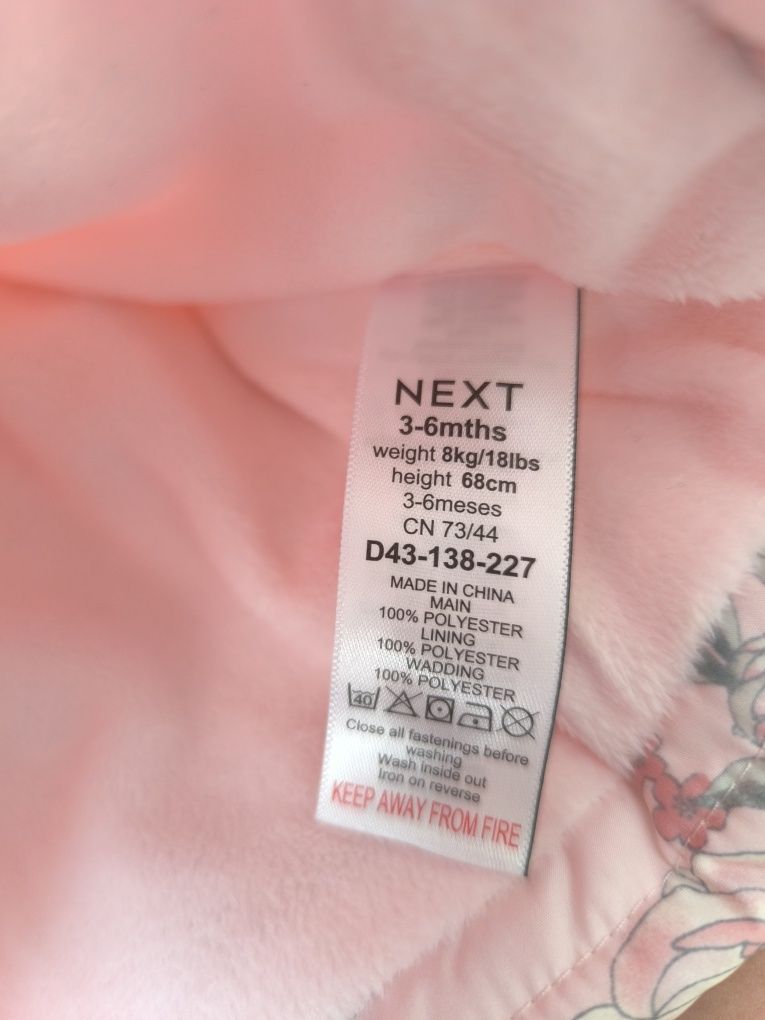 NEXT
3-6mths
weight 8kg/18lbs
height 68cm
3-6meses
CN 73/44
D43-138-227
MADE IN CHINA
MAIN
100% POLYESTER
LINING
100% POLYESTER
WADDING
100% POLYESTER
40
Close all fastenings before
washing
Wash inside out
Iron on reverse
KEEP AWAY FROM FIRE